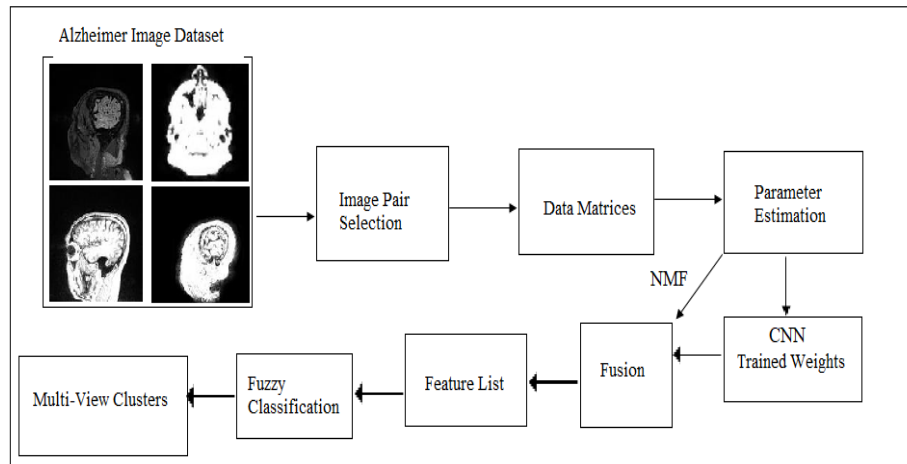 Alzheimer Image Dataset
Image Pair
Selection
Data Matrices
Parameter
Estimation
NMF
CNN
Trained Weights
Fusion
Feature List
Fuzzy
Classification
Multi-View Clusters